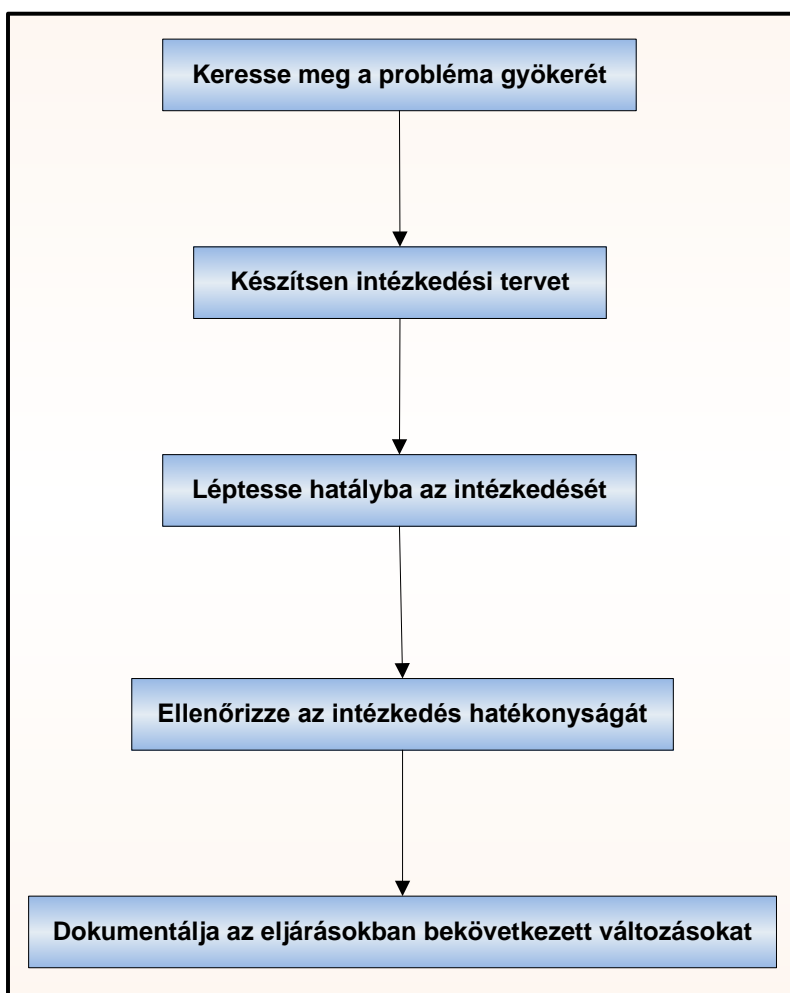 Keresse meg a probléma gyökerét
Készítsen intézkedési tervet
Léptesse hatályba az intézkedését
Ellenőrizze az intézkedés hatékonyságát
Dokumentálja az eljárásokban bekövetkezett változásokat